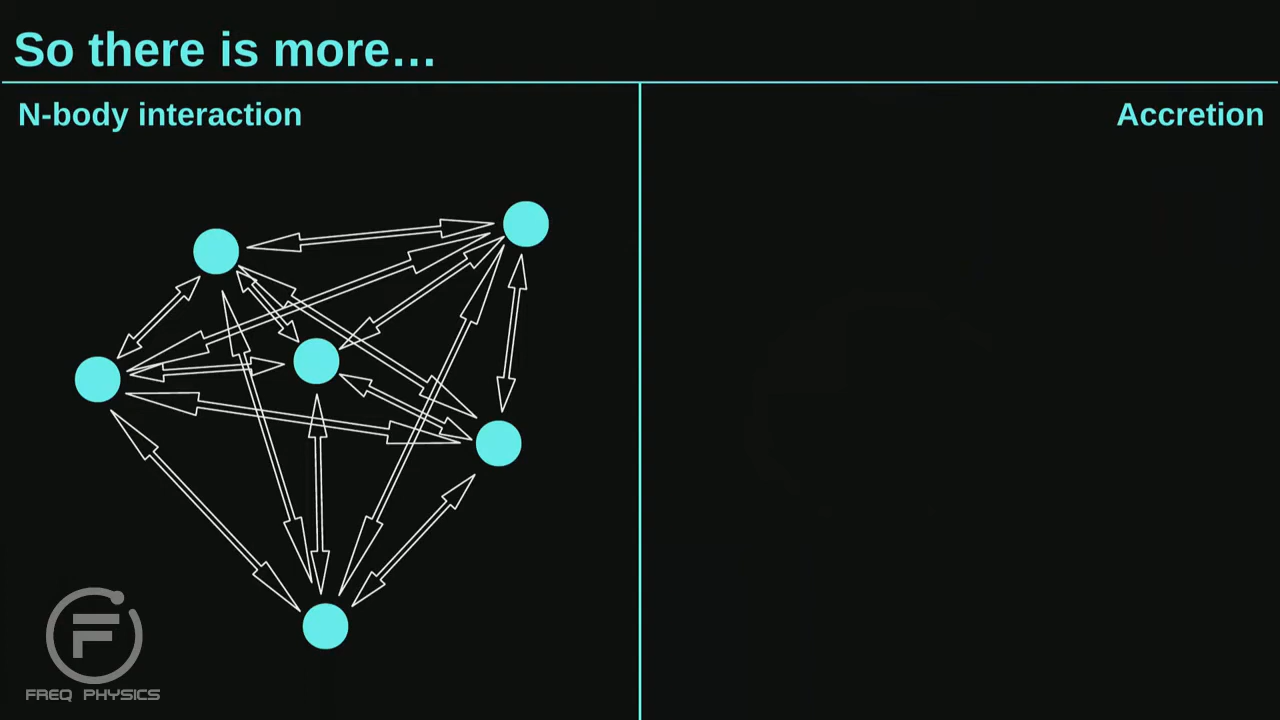 So there is more...
N-body interaction
Accretion
F
FREQ PHYSICS